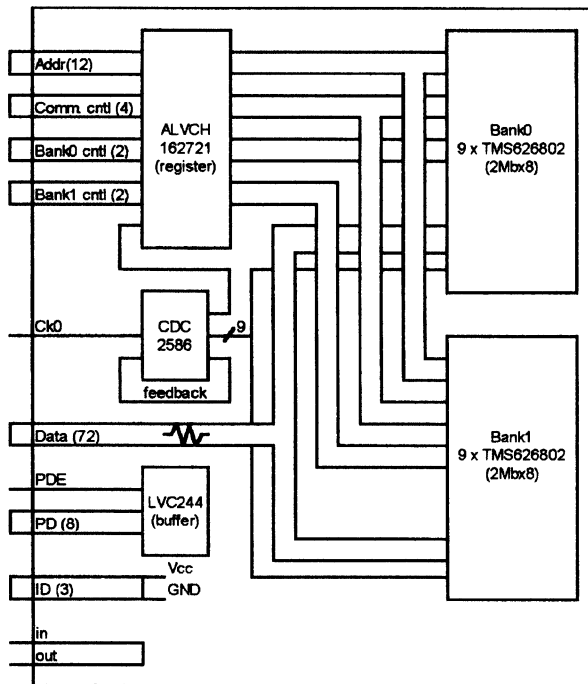 Addr(12)
Comm. cntl (4)
Bank0 cntl (2)
Bank1 cntl (2)
ALVCH
162721
(register)
Bank0
9 x TMS626802
(2Mbx8)
Ck0
CDC
2586
9
feedback
Data (72)
Bank1
9 x TMS626802
(2Mbx8)
PDE
PD (8)
LVC244
(buffer)
Vcc
ID (3)
GND
in
out